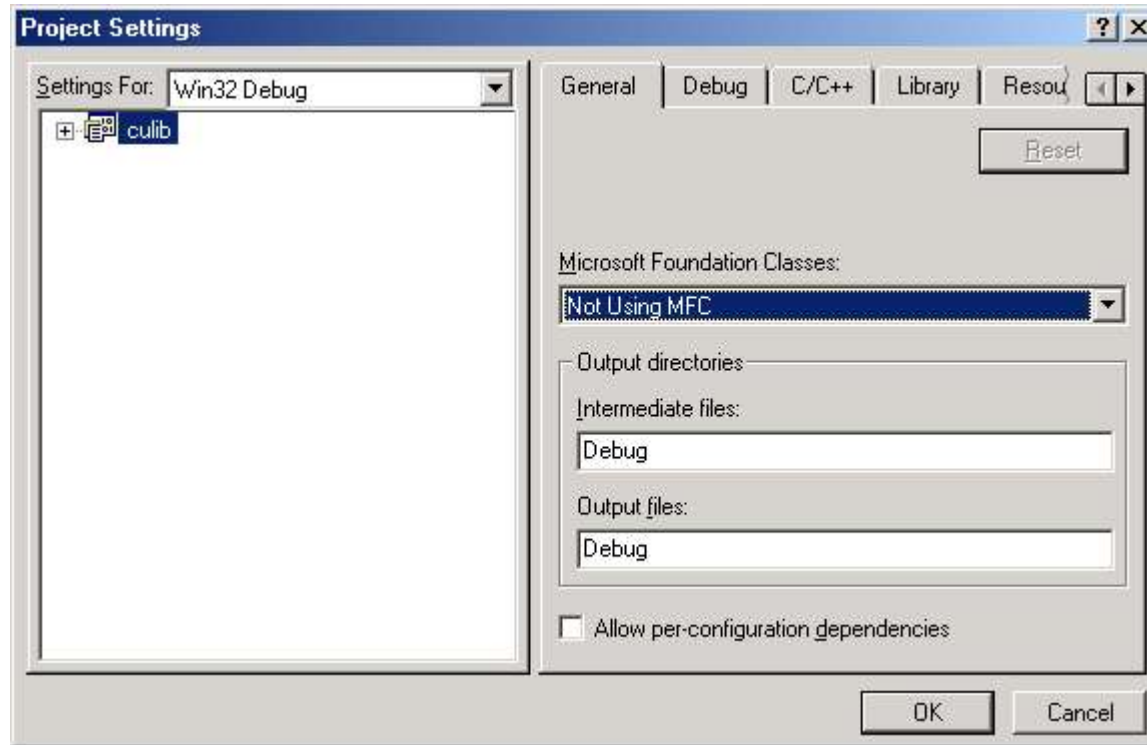 Project Settings
Settings For: Win32 Debug
culib
General Debug C/C++ Library Resou
Reset
Microsoft Foundation Classes:
Not Using MFC
Output directories
Intermediate files:
Debug
Output files:
Debug
Allow per-configuration dependencies
OK Cancel